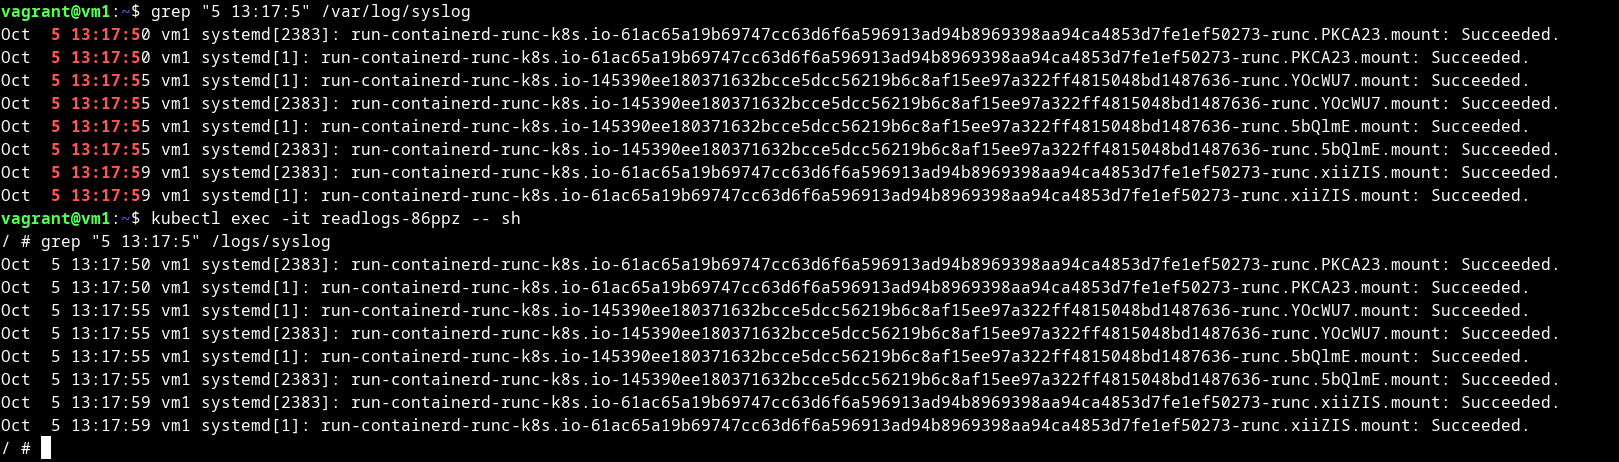 vagrant@vm1:~$ grep "5 13:17:5" /var/log/syslog
Oct  5 13:17:50 vm1 systemd[2383]: run-containerd-runc-k8s.io-61ac65a19b69747cc63d6f6a596913ad94b8969398aa94ca4853d7fe1ef50273-runc.PKCA23.mount: Succeeded.
Oct  5 13:17:50 vm1 systemd[1]: run-containerd-runc-k8s.io-61ac65a19b69747cc63d6f6a596913ad94b8969398aa94ca4853d7fe1ef50273-runc.PKCA23.mount: Succeeded.
Oct  5 13:17:55 vm1 systemd[1]: run-containerd-runc-k8s.io-145390ee180371632bcce5dcc56219b6c8af15ee97a322ff4815048bd1487636-runc.YOcWU7.mount: Succeeded.
Oct  5 13:17:55 vm1 systemd[2383]: run-containerd-runc-k8s.io-145390ee180371632bcce5dcc56219b6c8af15ee97a322ff4815048bd1487636-runc.YOcWU7.mount: Succeeded.
Oct  5 13:17:55 vm1 systemd[1]: run-containerd-runc-k8s.io-145390ee180371632bcce5dcc56219b6c8af15ee97a322ff4815048bd1487636-runc.5bQlmE.mount: Succeeded.
Oct  5 13:17:55 vm1 systemd[2383]: run-containerd-runc-k8s.io-145390ee180371632bcce5dcc56219b6c8af15ee97a322ff4815048bd1487636-runc.5bQlmE.mount: Succeeded.
Oct  5 13:17:59 vm1 systemd[2383]: run-containerd-runc-k8s.io-61ac65a19b69747cc63d6f6a596913ad94b8969398aa94ca4853d7fe1ef50273-runc.xiiZIS.mount: Succeeded.
Oct  5 13:17:59 vm1 systemd[1]: run-containerd-runc-k8s.io-61ac65a19b69747cc63d6f6a596913ad94b8969398aa94ca4853d7fe1ef50273-runc.xiiZIS.mount: Succeeded.
vagrant@vm1:~$ kubectl exec -it readlogs-86ppz -- sh
/ # grep "5 13:17:5" /logs/syslog
Oct  5 13:17:50 vm1 systemd[2383]: run-containerd-runc-k8s.io-61ac65a19b69747cc63d6f6a596913ad94b8969398aa94ca4853d7fe1ef50273-runc.PKCA23.mount: Succeeded.
Oct  5 13:17:50 vm1 systemd[1]: run-containerd-runc-k8s.io-61ac65a19b69747cc63d6f6a596913ad94b8969398aa94ca4853d7fe1ef50273-runc.PKCA23.mount: Succeeded.
Oct  5 13:17:55 vm1 systemd[1]: run-containerd-runc-k8s.io-145390ee180371632bcce5dcc56219b6c8af15ee97a322ff4815048bd1487636-runc.YOcWU7.mount: Succeeded.
Oct  5 13:17:55 vm1 systemd[2383]: run-containerd-runc-k8s.io-145390ee180371632bcce5dcc56219b6c8af15ee97a322ff4815048bd1487636-runc.YOcWU7.mount: Succeeded.
Oct  5 13:17:55 vm1 systemd[1]: run-containerd-runc-k8s.io-145390ee180371632bcce5dcc56219b6c8af15ee97a322ff4815048bd1487636-runc.5bQlmE.mount: Succeeded.
Oct  5 13:17:55 vm1 systemd[2383]: run-containerd-runc-k8s.io-145390ee180371632bcce5dcc56219b6c8af15ee97a322ff4815048bd1487636-runc.5bQlmE.mount: Succeeded.
Oct  5 13:17:59 vm1 systemd[2383]: run-containerd-runc-k8s.io-61ac65a19b69747cc63d6f6a596913ad94b8969398aa94ca4853d7fe1ef50273-runc.xiiZIS.mount: Succeeded.
Oct  5 13:17:59 vm1 systemd[1]: run-containerd-runc-k8s.io-61ac65a19b69747cc63d6f6a596913ad94b8969398aa94ca4853d7fe1ef50273-runc.xiiZIS.mount: Succeeded.
/ #